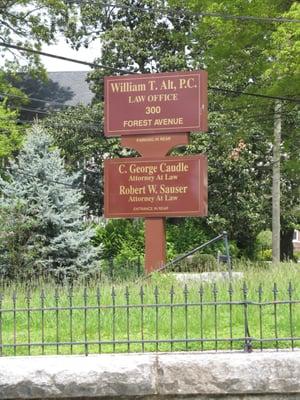 William T. Alt, P.C.
LAW OFFICE
300
FOREST AVENUE
PARKING IN REAR
C. George Caudle
Attorney At Law
Robert W. Sauser
Attorney At Law
ENTRANCE IN REAR